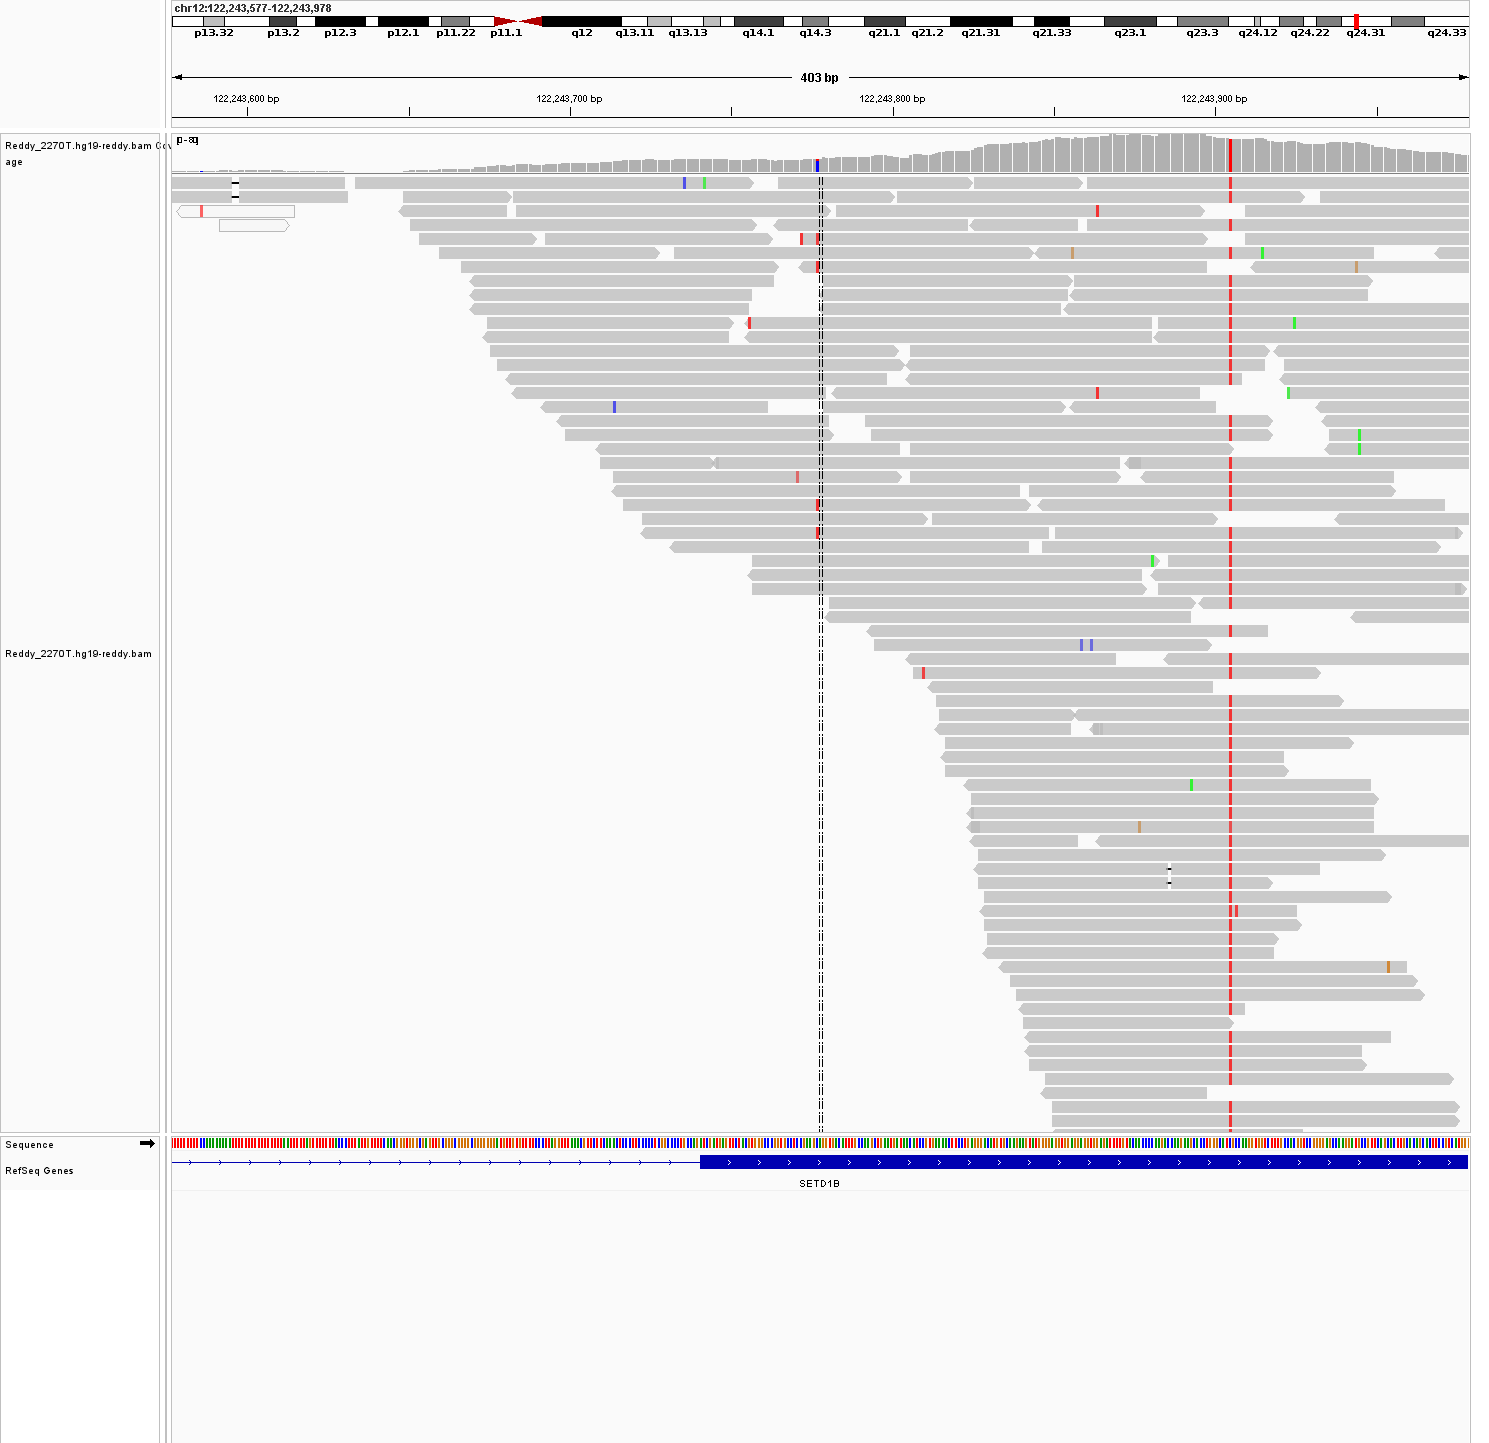 chr12:122,243,577-122,243,978
p13.32 p13.2 p12.3 p12.1 p11.22 p11.1 q12 q13.11 q13.13 q14.1 q14.3 q21.1 q21.2 q21.31 q21.33 q23.1 q23.3 q24.12 q24.22 q24.31 q24.33
403 bp
122,243,600 bp 122,243,700 bp 122,243,800 bp 122,243,900 bp
Reddy_2270T.hg19-reddy.bam Cov
age
Reddy_2270T.hg19-reddy.bam
Sequence
RefSeq Genes
SETD1B